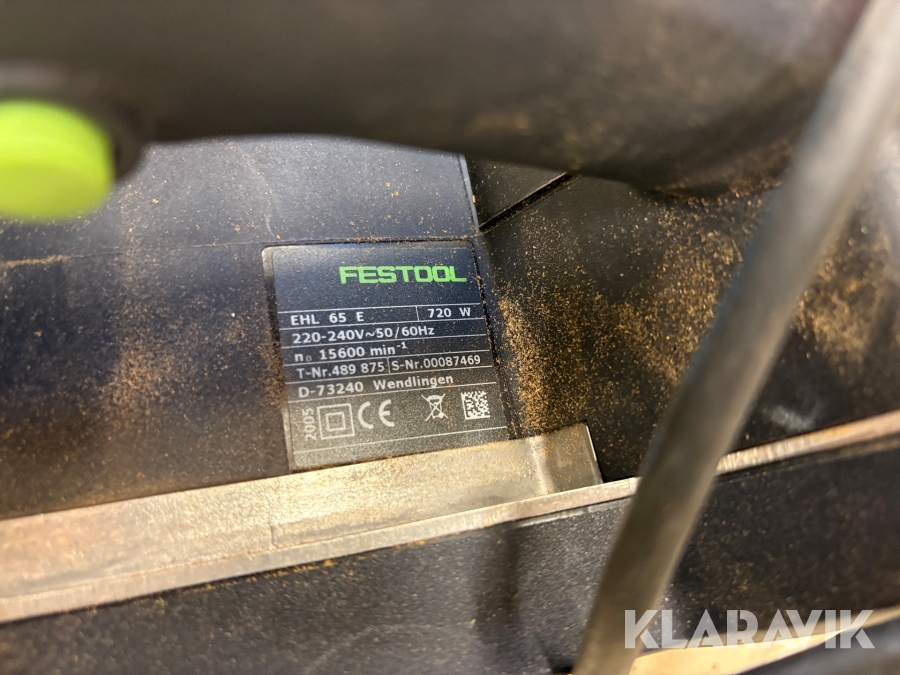 FESTOOL
EHL 65 E 720 W
220-240V~50/60Hz
n₀ 15600 min⁻¹
T-Nr.489 875 S-Nr.00087469
D-73240 Wendlingen
2005 CE
KLARAVIK